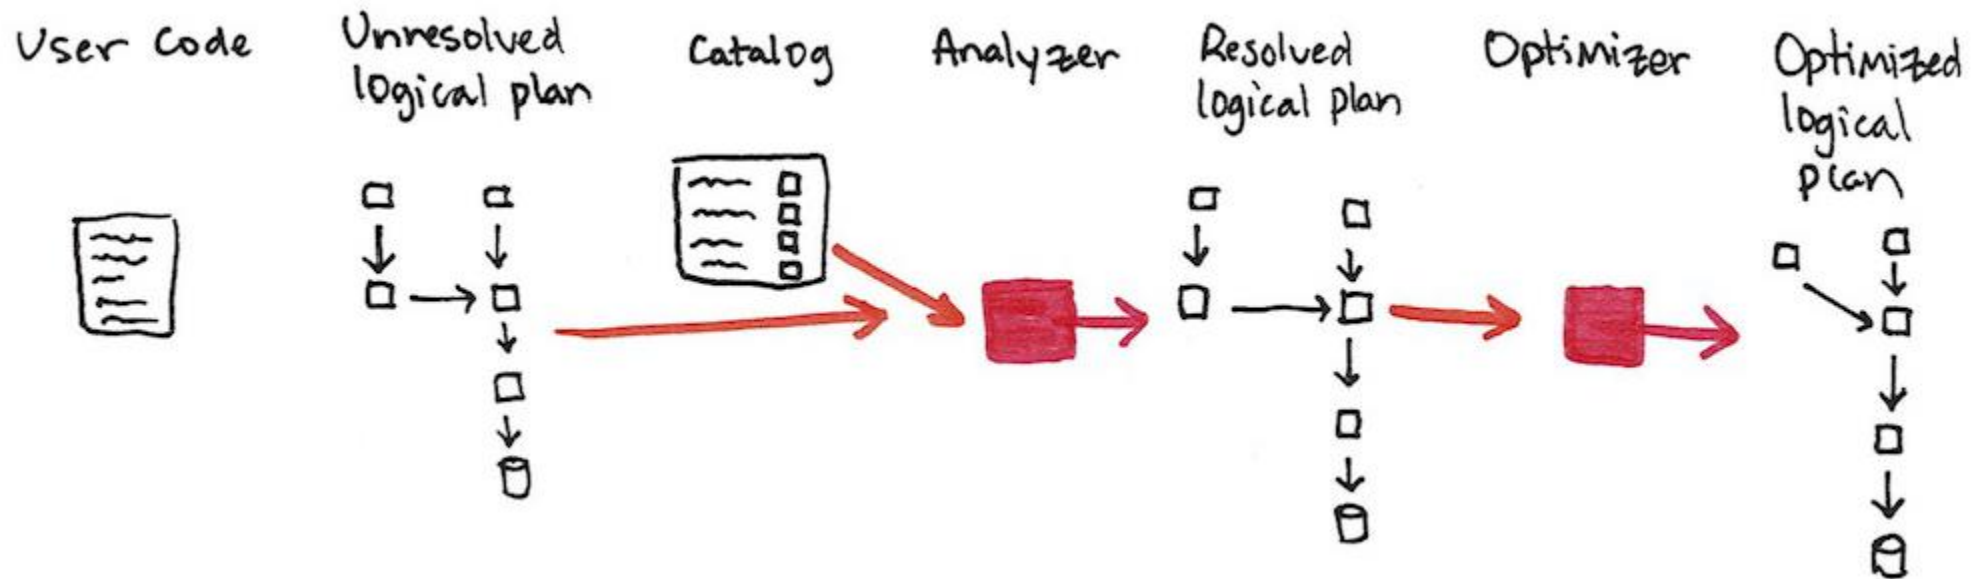 User Code
Unresolved
logical plan
Catalog
Analyzer
Resolved
logical plan
Optimizer
Optimized
logical
plan